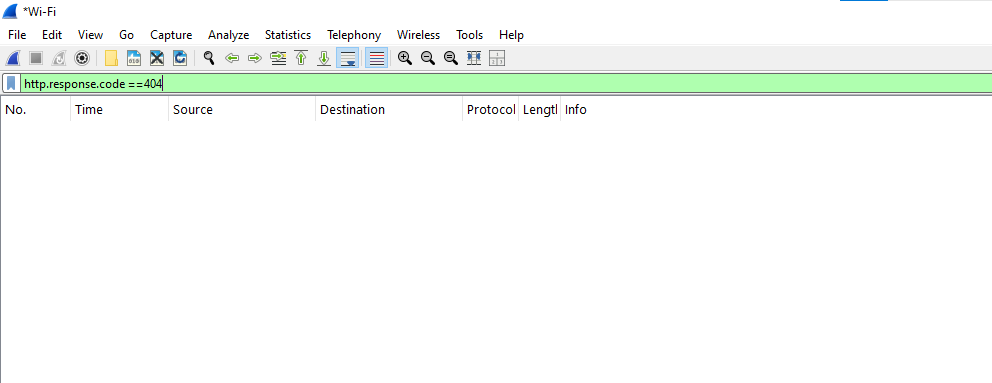 *Wi-Fi
File Edit View Go Capture Analyze Statistics Telephony Wireless Tools Help
http.response.code ==404
No. Time Source Destination Protocol Lengtl Info